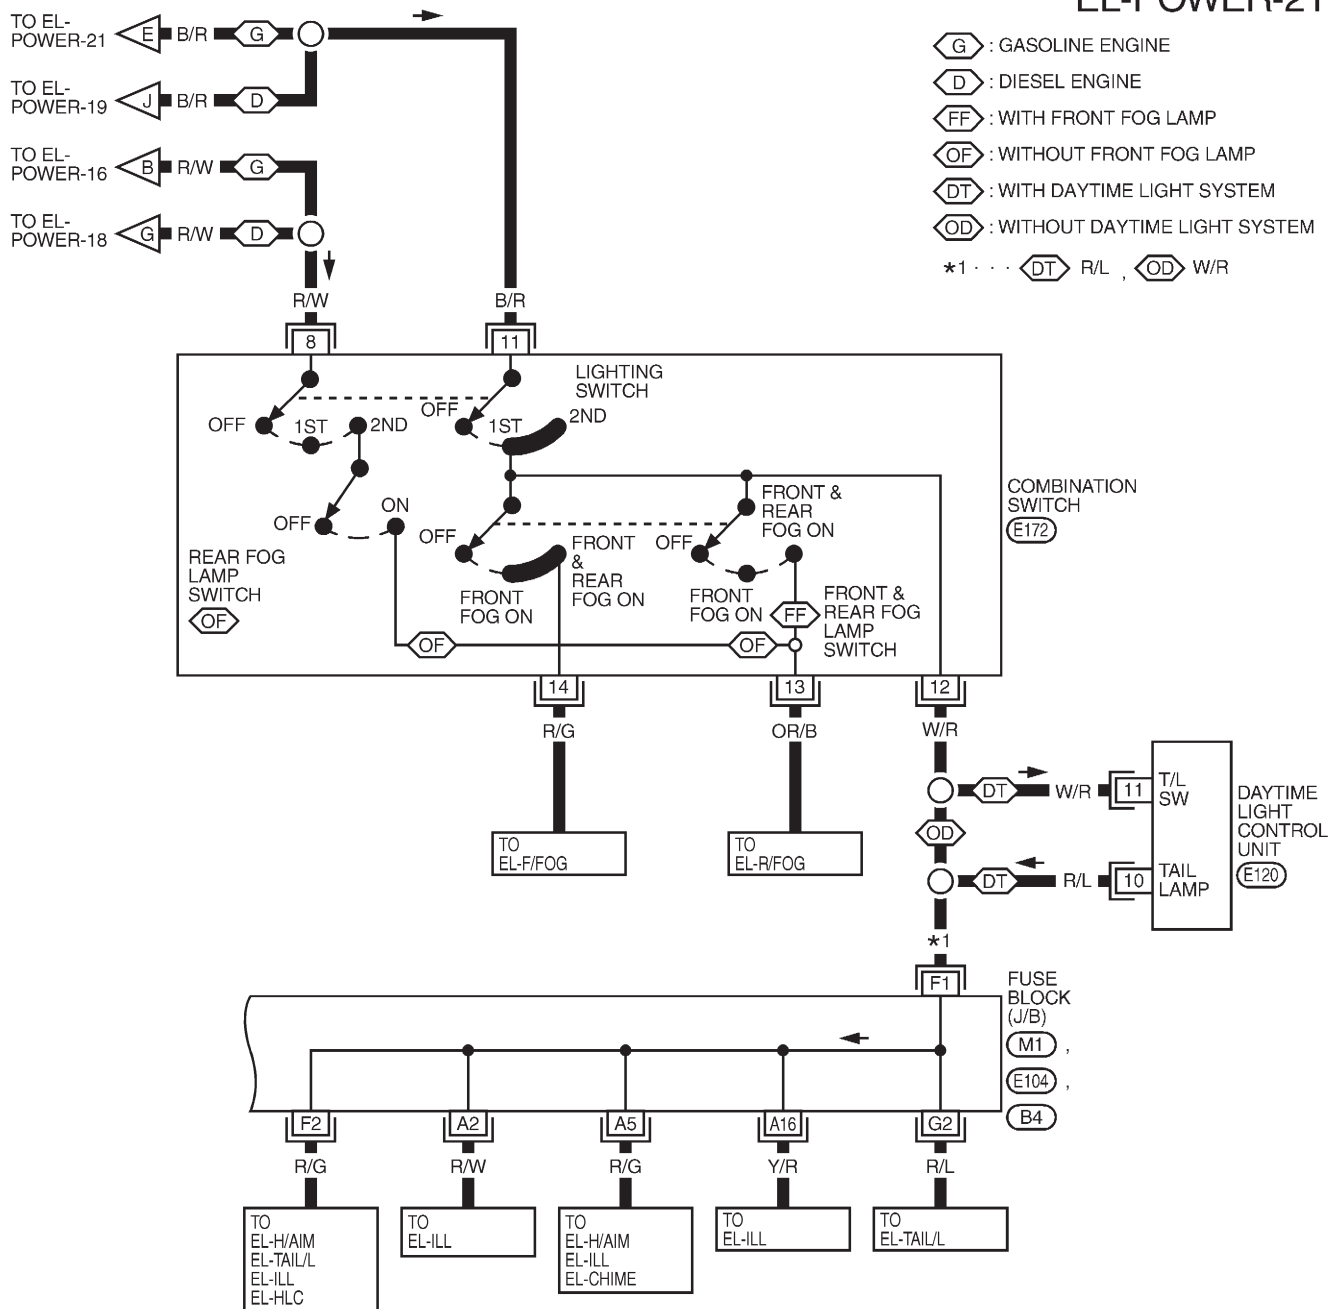 EL-POWER-21
TO EL-
POWER-21
E
B/R
G
TO EL-
POWER-19
J
B/R
D
TO EL-
POWER-16
B
R/W
G
TO EL-
POWER-18
G
R/W
D
G : GASOLINE ENGINE
D : DIESEL ENGINE
FF : WITH FRONT FOG LAMP
OF : WITHOUT FRONT FOG LAMP
DT : WITH DAYTIME LIGHT SYSTEM
OD : WITHOUT DAYTIME LIGHT SYSTEM
*1 · · · DT R/L , OD W/R
R/W
B/R
8
11
LIGHTING
SWITCH
OFF
1ST
2ND
OFF
1ST
2ND
OFF
ON
REAR FOG
LAMP
SWITCH
OF
OFF
FRONT
FOG ON
FRONT
&
REAR
FOG ON
FRONT &
REAR
FOG ON
OFF
FRONT
FOG ON
FF
FRONT &
REAR FOG
LAMP
SWITCH
OF
OF
COMBINATION
SWITCH
E172
14
13
12
R/G
OR/B
W/R
TO
EL-F/FOG
TO
EL-R/FOG
DT
W/R
11
T/L
SW
OD
DT
R/L
10
TAIL
LAMP
DAYTIME
LIGHT
CONTROL
UNIT
E120
*1
F1
FUSE
BLOCK
(J/B)
M1 ,
E104 ,
B4
F2
A2
A5
A16
G2
R/G
R/W
R/G
Y/R
R/L
TO
EL-H/AIM
EL-TAIL/L
EL-ILL
EL-HLC
TO
EL-ILL
TO
EL-H/AIM
EL-ILL
EL-CHIME
TO
EL-ILL
TO
EL-TAIL/L